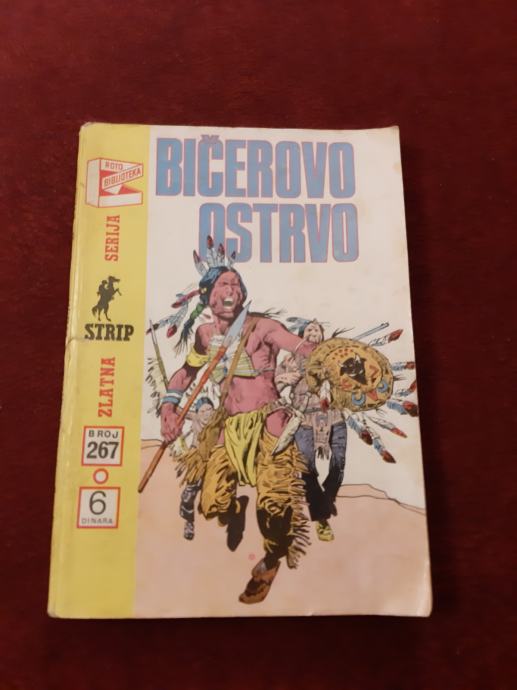 BIČEROVO
OSTRVO
ROTO
BIBLIOTEKA
ZLATNA STRIP SERIJA
BROJ
267
6
DINARA